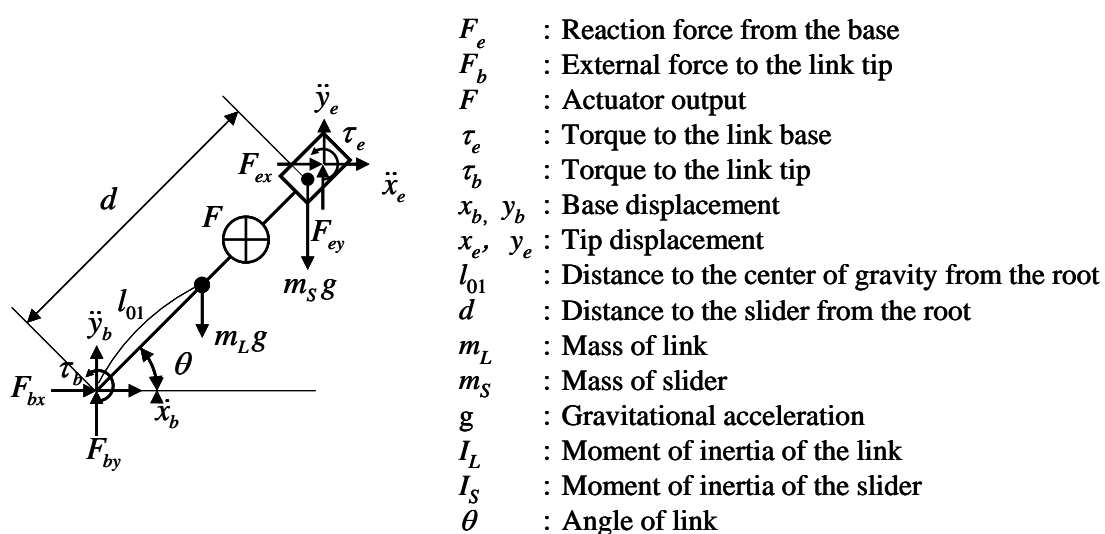 ÿ_e
τ_e
F_ex
ẍ_e
d
F
F_ey
m_S g
l_01
ÿ_b
m_L g
τ_b
θ
F_bx
ẍ_b
F_by
F_e : Reaction force from the base
F_b : External force to the link tip
F : Actuator output
τ_e : Torque to the link base
τ_b : Torque to the link tip
x_b, y_b : Base displacement
x_e, y_e : Tip displacement
l_01 : Distance to the center of gravity from the root
d : Distance to the slider from the root
m_L : Mass of link
m_S : Mass of slider
g : Gravitational acceleration
I_L : Moment of inertia of the link
I_S : Moment of inertia of the slider
θ : Angle of link